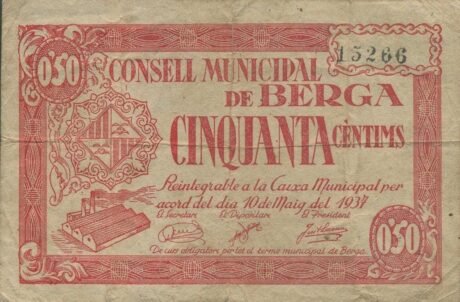 0'50
15266
CONSELL MUNICIPAL
DE BERGA
CINQUANTA CÈNTIMS
Reintegrable a la Caixa Municipal per
acord del dia 10 de Maig del 1937
El Secretari El Dipositari El President
De curs obligatori per tot el terme municipal de Berga.
0'50